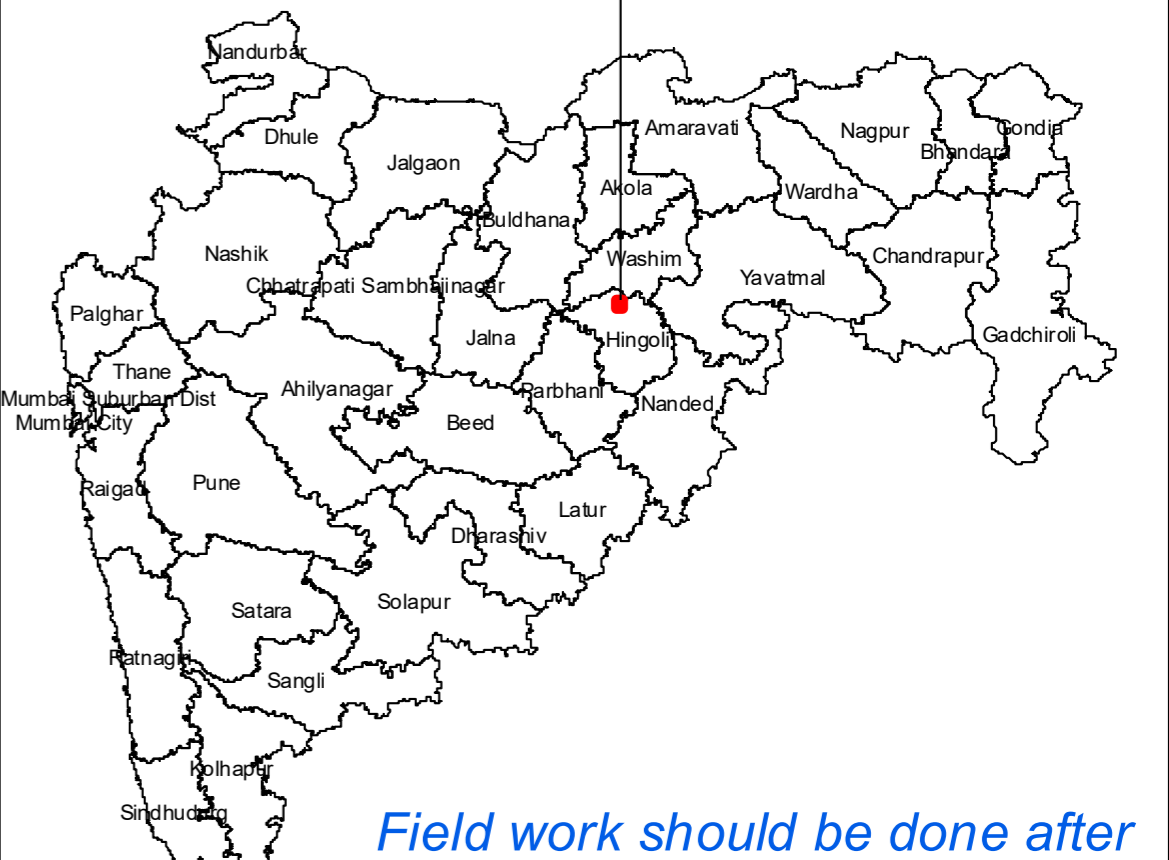 Nandurbar
Dhule
Jalgaon
Amaravati
Nagpur
Gondia
Bhandara
Akola
Wardha
Buldhana
Nashik
Washim
Chandrapur
Yavatmal
Chhatrapati Sambhajinagar
Palghar
Jalna
Hingoli
Gadchiroli
Thane
Ahilyanagar
Parbhani
Mumbai Suburban Dist
Nanded
Mumbai City
Beed
Raigad
Pune
Latur
Dharashiv
Satara
Solapur
Ratnagiri
Sangli
Kolhapur
Sindhudurg
Field work should be done after